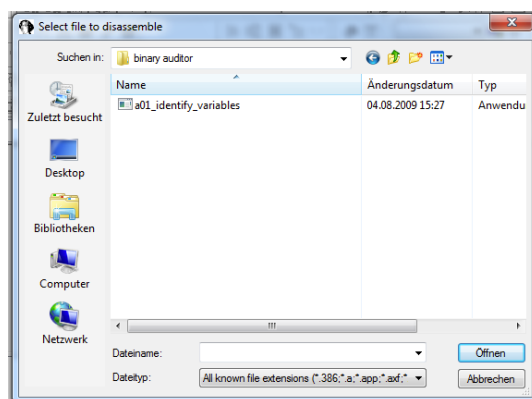 Select file to disassemble
Suchen in: binary auditor
Name Änderungsdatum Typ
a01_identify_variables 04.08.2009 15:27 Anwendu
Zuletzt besucht
Desktop
Bibliotheken
Computer
Netzwerk
Dateiname: Öffnen
Dateityp: All known file extensions (*.386;*.a;*.app;*.axf;* Abbrechen